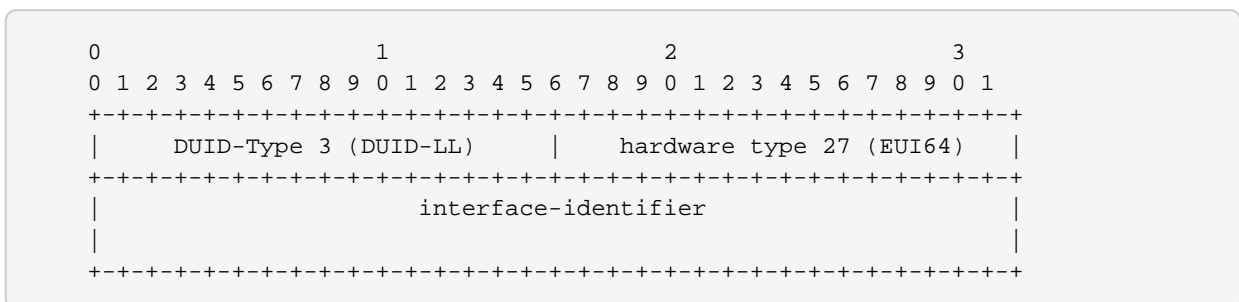 0                   1                   2                   3
0 1 2 3 4 5 6 7 8 9 0 1 2 3 4 5 6 7 8 9 0 1 2 3 4 5 6 7 8 9 0 1
+-+-+-+-+-+-+-+-+-+-+-+-+-+-+-+-+-+-+-+-+-+-+-+-+-+-+-+-+-+-+-+-+
|     DUID-Type 3 (DUID-LL)     |    hardware type 27 (EUI64)   |
+-+-+-+-+-+-+-+-+-+-+-+-+-+-+-+-+-+-+-+-+-+-+-+-+-+-+-+-+-+-+-+-+
|                      interface-identifier                     |
|                                                               |
+-+-+-+-+-+-+-+-+-+-+-+-+-+-+-+-+-+-+-+-+-+-+-+-+-+-+-+-+-+-+-+-+